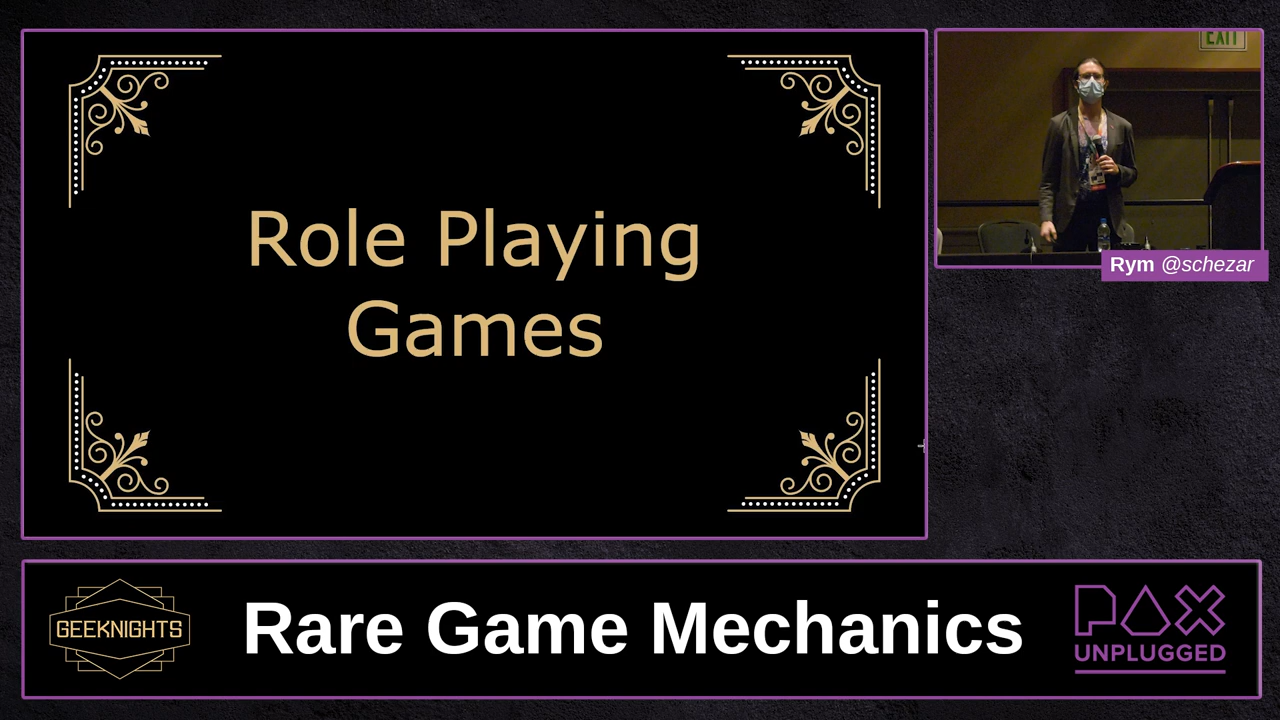 Role Playing
Games
EXIT
Rym @schezar
GEEKNIGHTS
Rare Game Mechanics
PAX
UNPLUGGED